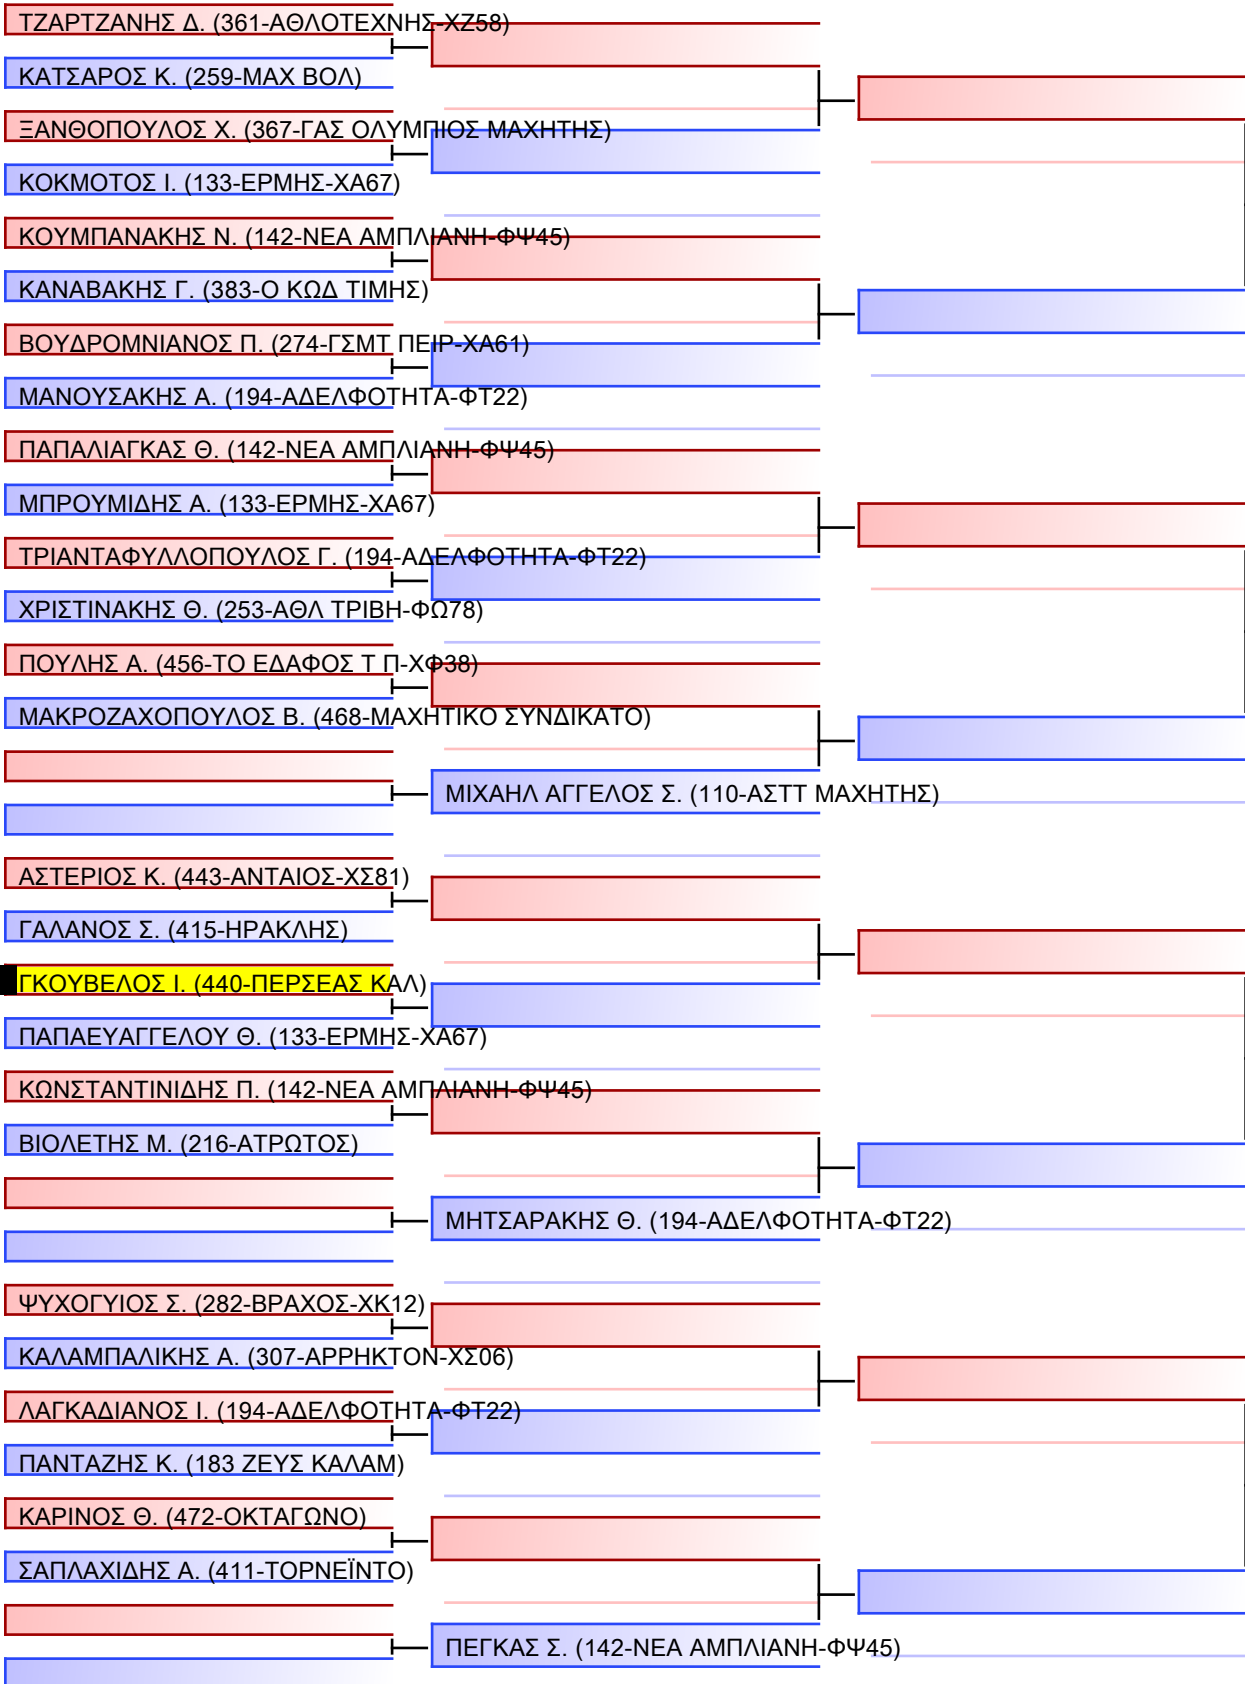 ΤΖΑΡΤΖΑΝΗΣ Δ. (361-ΑΘΛΟΤΕΧΝΗΣ-ΧΖ58)
ΚΑΤΣΑΡΟΣ Κ. (259-ΜΑΧ ΒΟΛ)
ΞΑΝΘΟΠΟΥΛΟΣ Χ. (367-ΓΑΣ ΟΛΥΜΠΙΟΣ ΜΑΧΗΤΗΣ)
ΚΟΚΜΟΤΟΣ Ι. (133-ΕΡΜΗΣ-ΧΑ67)
ΚΟΥΜΠΑΝΑΚΗΣ Ν. (142-ΝΕΑ ΑΜΠΛΙΑΝΗ-ΦΨ45)
ΚΑΝΑΒΑΚΗΣ Γ. (383-Ο ΚΩΔ ΤΙΜΗΣ)
ΒΟΥΔΡΟΜΝΙΑΝΟΣ Π. (274-ΓΣΜΤ ΠΕΙΡ-ΧΑ61)
ΜΑΝΟΥΣΑΚΗΣ Α. (194-ΑΔΕΛΦΟΤΗΤΑ-ΦΤ22)
ΠΑΠΑΛΙΑΓΚΑΣ Θ. (142-ΝΕΑ ΑΜΠΛΙΑΝΗ-ΦΨ45)
ΜΠΡΟΥΜΙΔΗΣ Α. (133-ΕΡΜΗΣ-ΧΑ67)
ΤΡΙΑΝΤΑΦΥΛΛΟΠΟΥΛΟΣ Γ. (194-ΑΔΕΛΦΟΤΗΤΑ-ΦΤ22)
ΧΡΙΣΤΙΝΑΚΗΣ Θ. (253-ΑΘΛ ΤΡΙΒΗ-ΦΩ78)
ΠΟΥΛΗΣ Α. (456-ΤΟ ΕΔΑΦΟΣ Τ Π-ΧΦ38)
ΜΑΚΡΟΖΑΧΟΠΟΥΛΟΣ Β. (468-ΜΑΧΗΤΙΚΟ ΣΥΝΔΙΚΑΤΟ)
ΜΙΧΑΗΛ ΑΓΓΕΛΟΣ Σ. (110-ΑΣΤΤ ΜΑΧΗΤΗΣ)
ΑΣΤΕΡΙΟΣ Κ. (443-ΑΝΤΑΙΟΣ-ΧΣ81)
ΓΑΛΑΝΟΣ Σ. (415-ΗΡΑΚΛΗΣ)
ΓΚΟΥΒΕΛΟΣ Ι. (440-ΠΕΡΣΕΑΣ ΚΑΛ)
ΠΑΠΑΕΥΑΓΓΕΛΟΥ Θ. (133-ΕΡΜΗΣ-ΧΑ67)
ΚΩΝΣΤΑΝΤΙΝΙΔΗΣ Π. (142-ΝΕΑ ΑΜΠΛΙΑΝΗ-ΦΨ45)
ΒΙΟΛΕΤΗΣ Μ. (216-ΑΤΡΩΤΟΣ)
ΜΗΤΣΑΡΑΚΗΣ Θ. (194-ΑΔΕΛΦΟΤΗΤΑ-ΦΤ22)
ΨΥΧΟΓΥΙΟΣ Σ. (282-ΒΡΑΧΟΣ-ΧΚ12)
ΚΑΛΑΜΠΑΛΙΚΗΣ Α. (307-ΑΡΡΗΚΤΟΝ-ΧΣ06)
ΛΑΓΚΑΔΙΑΝΟΣ Ι. (194-ΑΔΕΛΦΟΤΗΤΑ-ΦΤ22)
ΠΑΝΤΑΖΗΣ Κ. (183 ΖΕΥΣ ΚΑΛΑΜ)
ΚΑΡΙΝΟΣ Θ. (472-ΟΚΤΑΓΩΝΟ)
ΣΑΠΛΑΧΙΔΗΣ Α. (411-ΤΟΡΝΕΪΝΤΟ)
ΠΕΓΚΑΣ Σ. (142-ΝΕΑ ΑΜΠΛΙΑΝΗ-ΦΨ45)